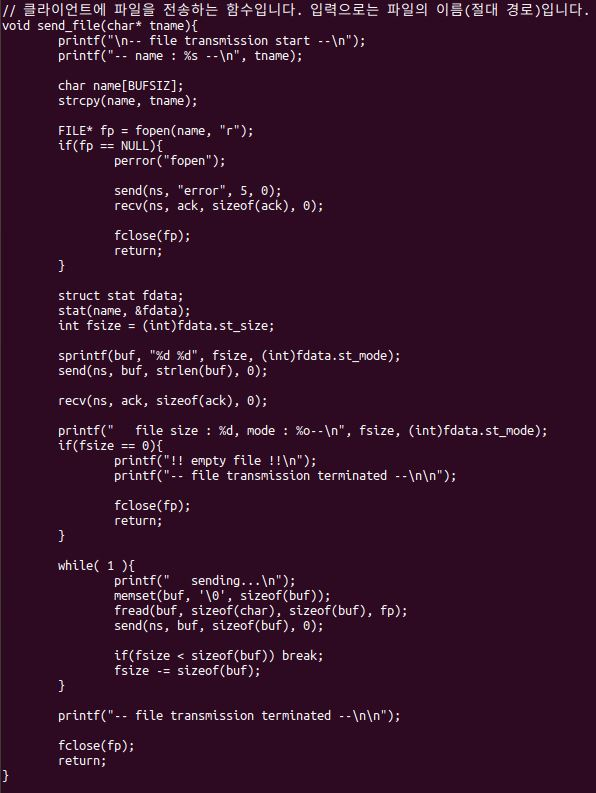 // 클라이언트에 파일을 전송하는 함수입니다. 입력으로는 파일의 이름(절대 경로)입니다.
void send_file(char* tname){
        printf("\n-- file transmission start --\n");
        printf("-- name : %s --\n", tname);

        char name[BUFSIZ];
        strcpy(name, tname);

        FILE* fp = fopen(name, "r");
        if(fp == NULL){
                perror("fopen");

                send(ns, "error", 5, 0);
                recv(ns, ack, sizeof(ack), 0);

                fclose(fp);
                return;
        }

        struct stat fdata;
        stat(name, &fdata);
        int fsize = (int)fdata.st_size;

        sprintf(buf, "%d %d", fsize, (int)fdata.st_mode);
        send(ns, buf, strlen(buf), 0);

        recv(ns, ack, sizeof(ack), 0);

        printf("   file size : %d, mode : %o--\n", fsize, (int)fdata.st_mode);
        if(fsize == 0){
                printf("!! empty file !!\n");
                printf("-- file transmission terminated --\n\n");

                fclose(fp);
                return;
        }

        while( 1 ){
                printf("   sending...\n");
                memset(buf, '\0', sizeof(buf));
                fread(buf, sizeof(char), sizeof(buf), fp);
                send(ns, buf, sizeof(buf), 0);

                if(fsize < sizeof(buf)) break;
                fsize -= sizeof(buf);
        }

        printf("-- file transmission terminated --\n\n");

        fclose(fp);
        return;
}